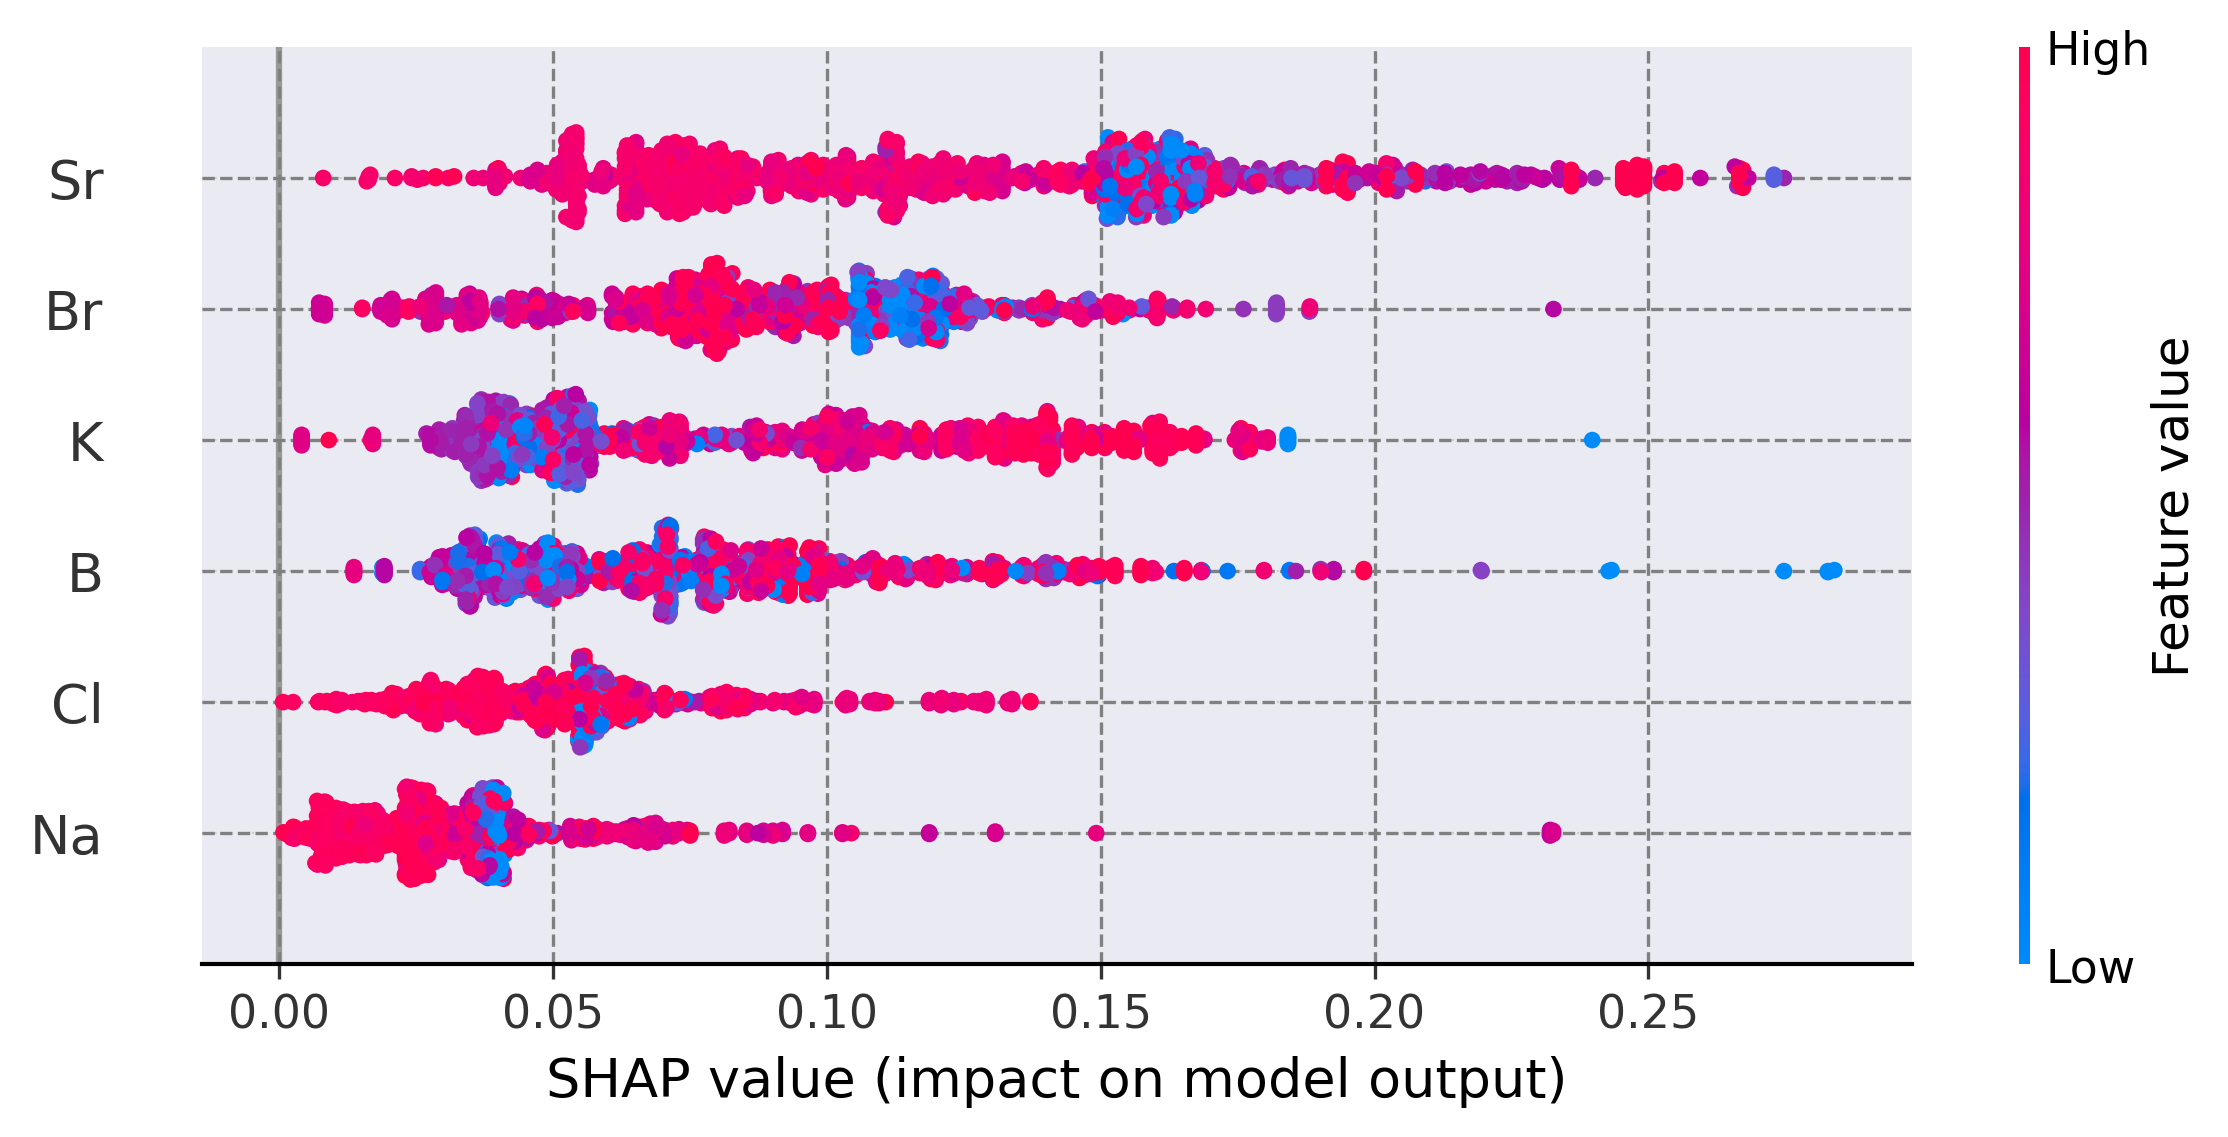 High
Sr
Br
K
B
Cl
Na
Feature value
Low
0.00 0.05 0.10 0.15 0.20 0.25
SHAP value (impact on model output)